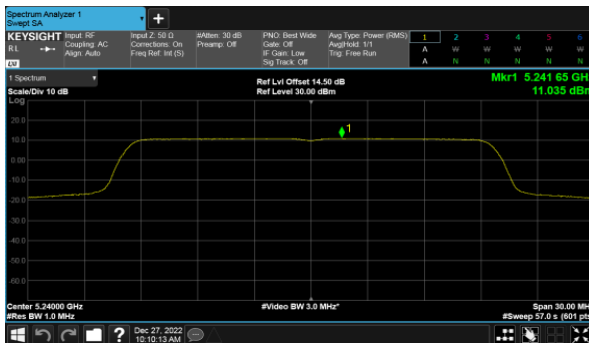 Spectrum Analyzer 1
Swept SA
+
KEYSIGHT Input: RF Input Z: 50 Ω #Atten: 30 dB PNO: Best Wide Avg Type: Power (RMS) 1 2 3 4 5 6
RL Coupling: AC Corrections: On Preamp: Off Gate: Off Avg|Hold: 1/1 A W W W W W
Align: Auto Freq Ref: Int (S) IF Gain: Low Trig: Free Run
LXI Sig Track: Off A N N N N N
1 Spectrum Ref Lvl Offset 14.50 dB Mkr1 5.241 65 GH
Scale/Div 10 dB Ref Level 30.00 dBm 11.035 dBm
Log
20.0
1
10.0
0.00
-10.0
-20.0
-30.0
-40.0
-50.0
-60.0
Center 5.24000 GHz #Video BW 3.0 MHz* Span 30.00 MH
#Res BW 1.0 MHz #Sweep 57.0 s (601 pts
? Dec 27, 2022
10:10:13 AM